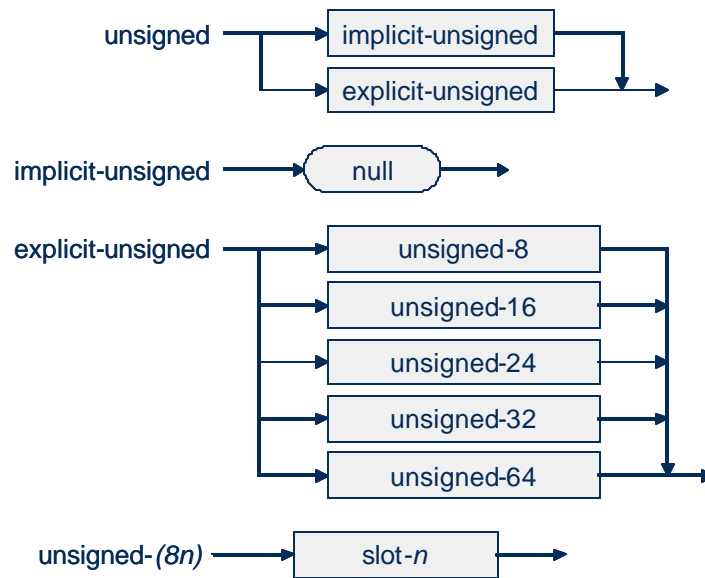 unsigned
implicit-unsigned
explicit-unsigned
implicit-unsigned
null
explicit-unsigned
unsigned-8
unsigned-16
unsigned-24
unsigned-32
unsigned-64
unsigned-(8n)
slot-n